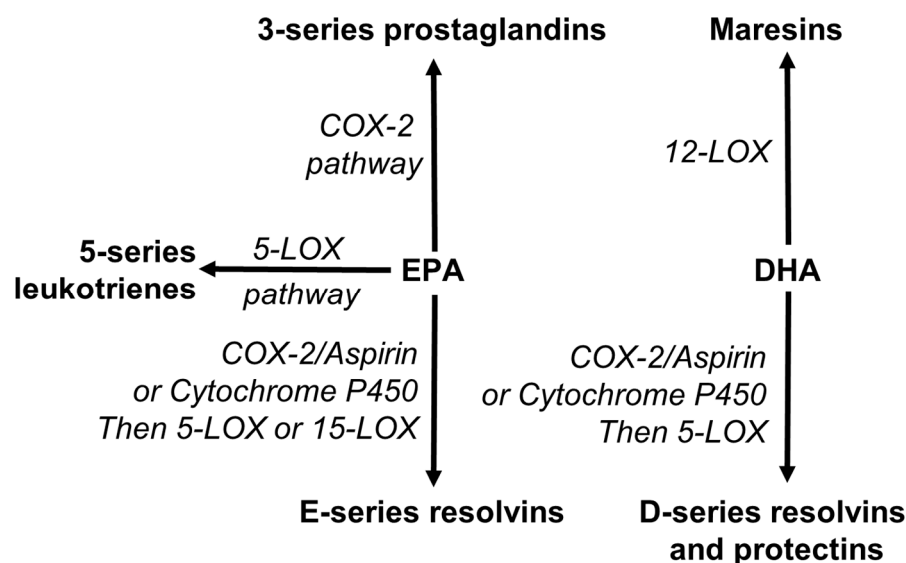 3-series prostaglandins
Maresins
COX-2
pathway
12-LOX
5-series
leukotrienes
5-LOX
pathway
EPA
DHA
COX-2/Aspirin
or Cytochrome P450
Then 5-LOX or 15-LOX
COX-2/Aspirin
or Cytochrome P450
Then 5-LOX
E-series resolvins
D-series resolvins
and protectins